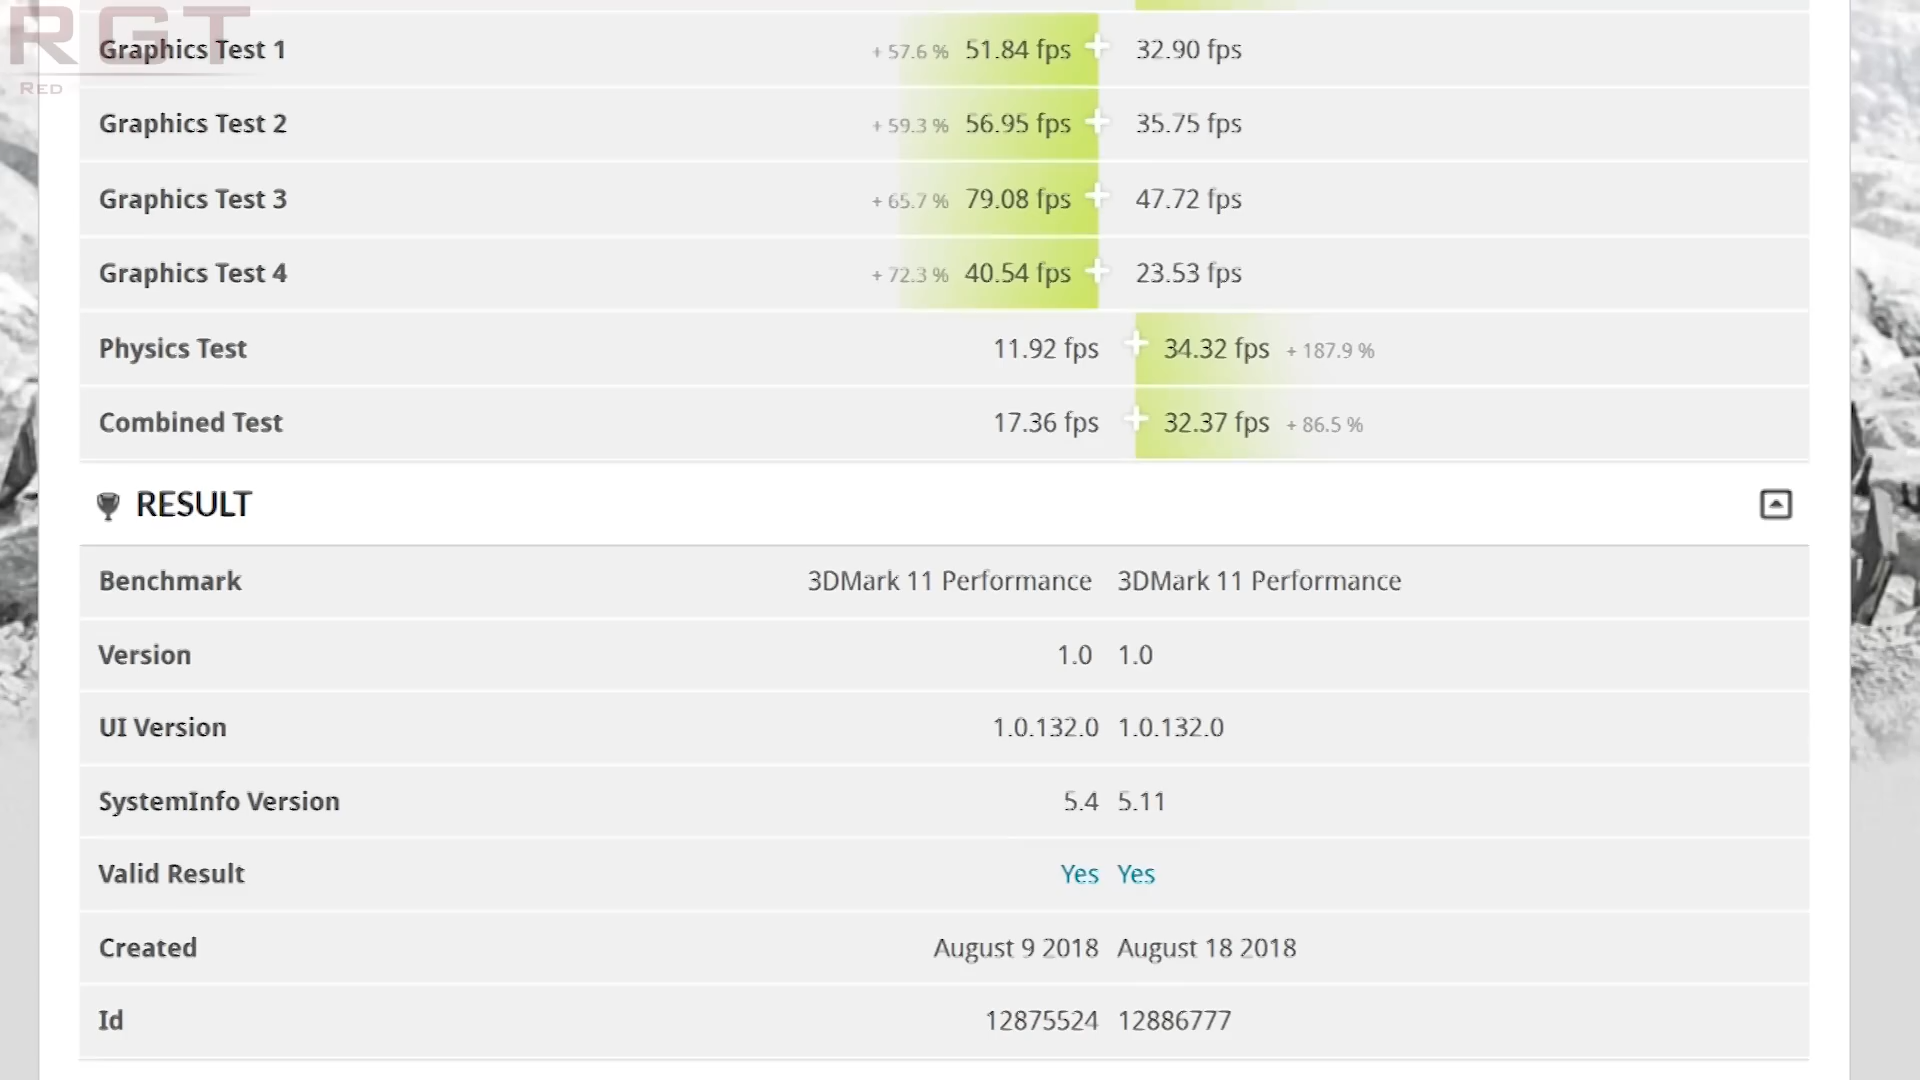 RGT
RED
Graphics Test 1 + 57.6 % 51.84 fps + 32.90 fps
Graphics Test 2 + 59.3 % 56.95 fps + 35.75 fps
Graphics Test 3 + 65.7 % 79.08 fps + 47.72 fps
Graphics Test 4 + 72.3 % 40.54 fps + 23.53 fps
Physics Test 11.92 fps + 34.32 fps + 187.9 %
Combined Test 17.36 fps + 32.37 fps + 86.5 %
RESULT
Benchmark 3DMark 11 Performance 3DMark 11 Performance
Version 1.0 1.0
UI Version 1.0.132.0 1.0.132.0
SystemInfo Version 5.4 5.11
Valid Result Yes Yes
Created August 9 2018 August 18 2018
Id 12875524 12886777